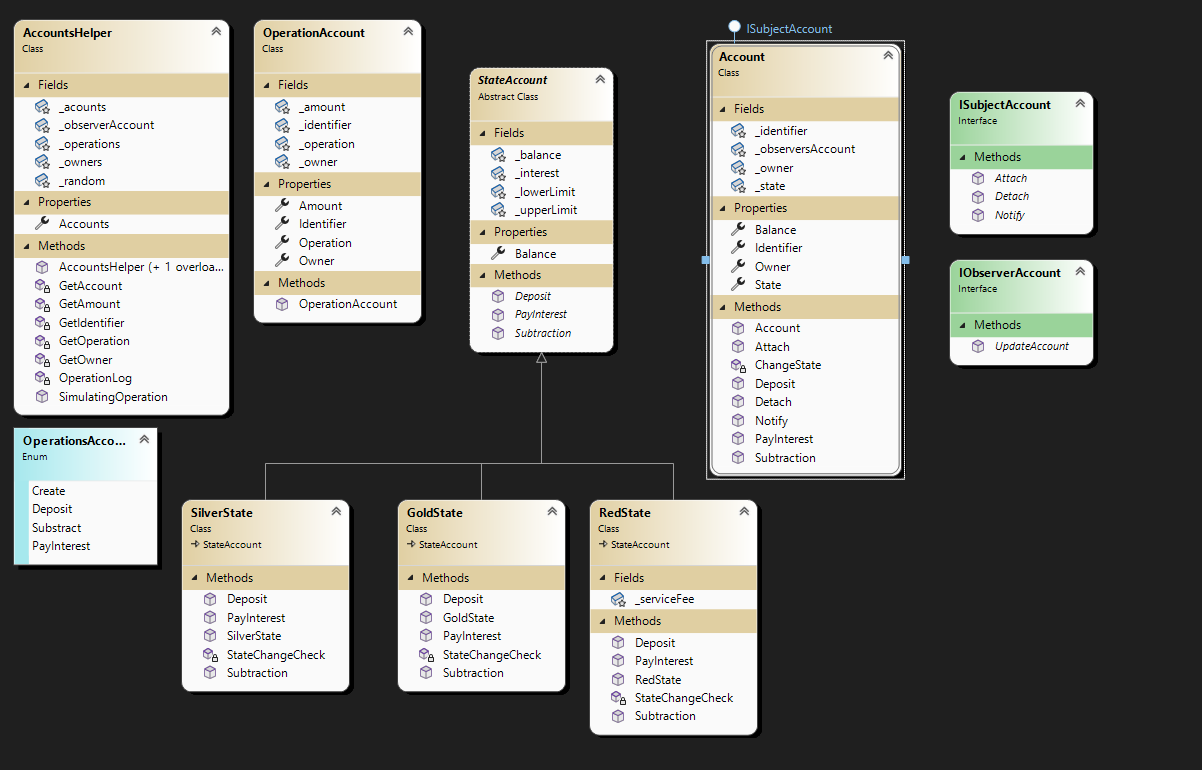 AccountsHelper
Class
Fields
_acounts
_observerAccount
_operations
_owners
_random
Properties
Accounts
Methods
AccountsHelper (+ 1 overloa...
GetAccount
GetAmount
GetIdentifier
GetOperation
GetOwner
OperationLog
SimulatingOperation
OperationsAcco...
Enum
Create
Deposit
Substract
PayInterest
OperationAccount
Class
Fields
_amount
_identifier
_operation
_owner
Properties
Amount
Identifier
Operation
Owner
Methods
OperationAccount
StateAccount
Abstract Class
Fields
_balance
_interest
_lowerLimit
_upperLimit
Properties
Balance
Methods
Deposit
PayInterest
Subtraction
SilverState
Class
StateAccount
Methods
Deposit
PayInterest
SilverState
StateChangeCheck
Subtraction
GoldState
Class
StateAccount
Methods
Deposit
GoldState
PayInterest
StateChangeCheck
Subtraction
RedState
Class
StateAccount
Fields
_serviceFee
Methods
Deposit
PayInterest
RedState
StateChangeCheck
Subtraction
ISubjectAccount
Account
Class
Fields
_identifier
_observersAccount
_owner
_state
Properties
Balance
Identifier
Owner
State
Methods
Account
Attach
ChangeState
Deposit
Detach
Notify
PayInterest
Subtraction
ISubjectAccount
Interface
Methods
Attach
Detach
Notify
IObserverAccount
Interface
Methods
UpdateAccount